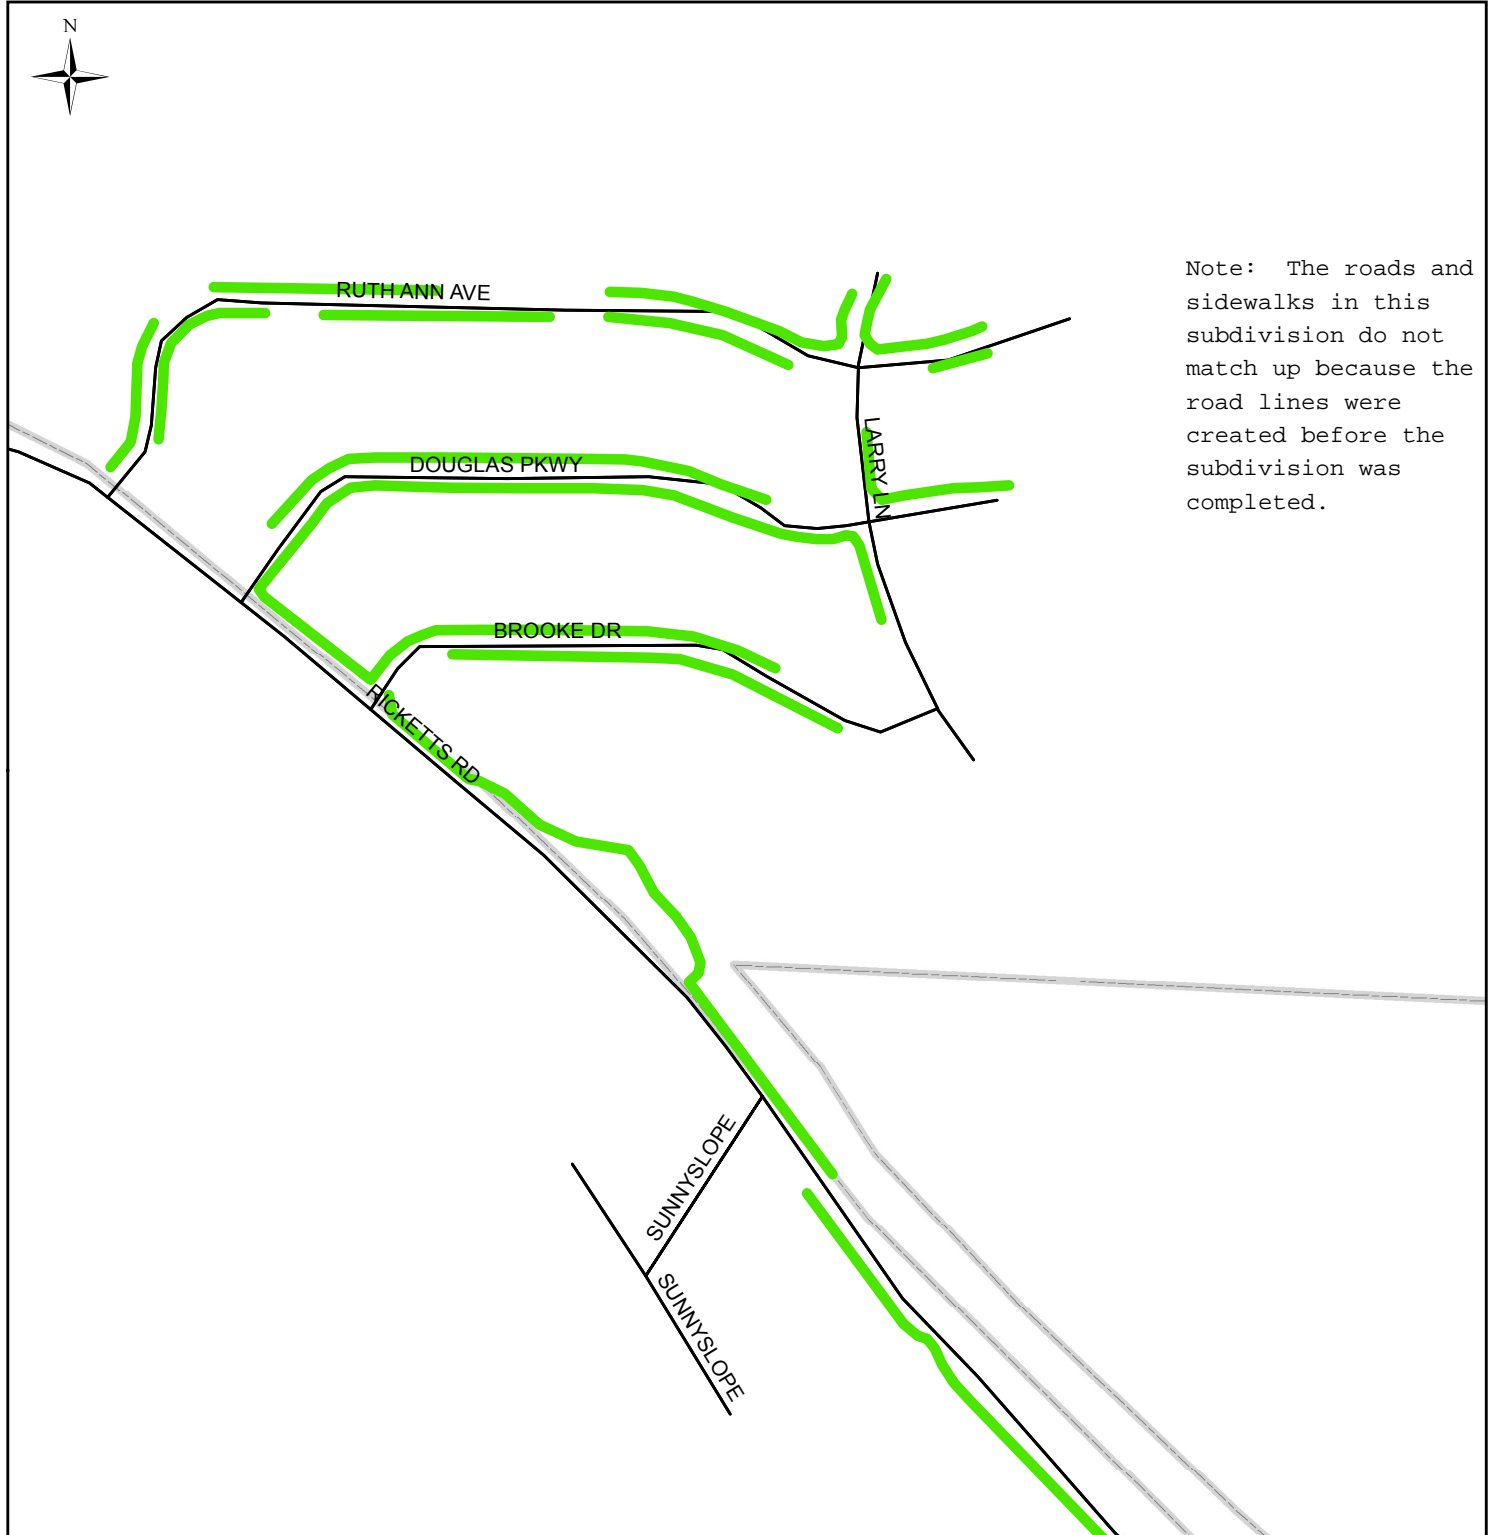 N
Note:  The roads and
sidewalks in this
subdivision do not
match up because the
road lines were
created before the
subdivision was
completed.
RUTH ANN AVE
LARRY LN
DOUGLAS PKWY
BROOKE DR
RICKETTS RD
SUNNYSLOPE
SUNNYSLOPE